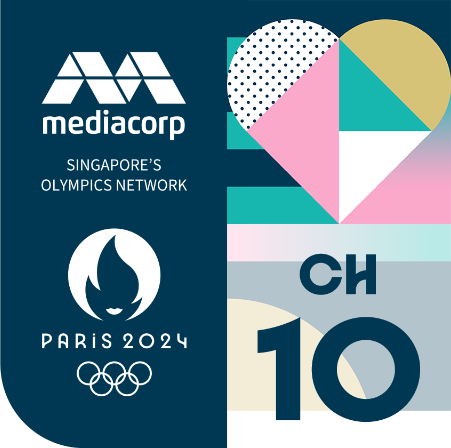 mediacorp
SINGAPORE'S
OLYMPICS NETWORK
PARIS 2024
CH
10